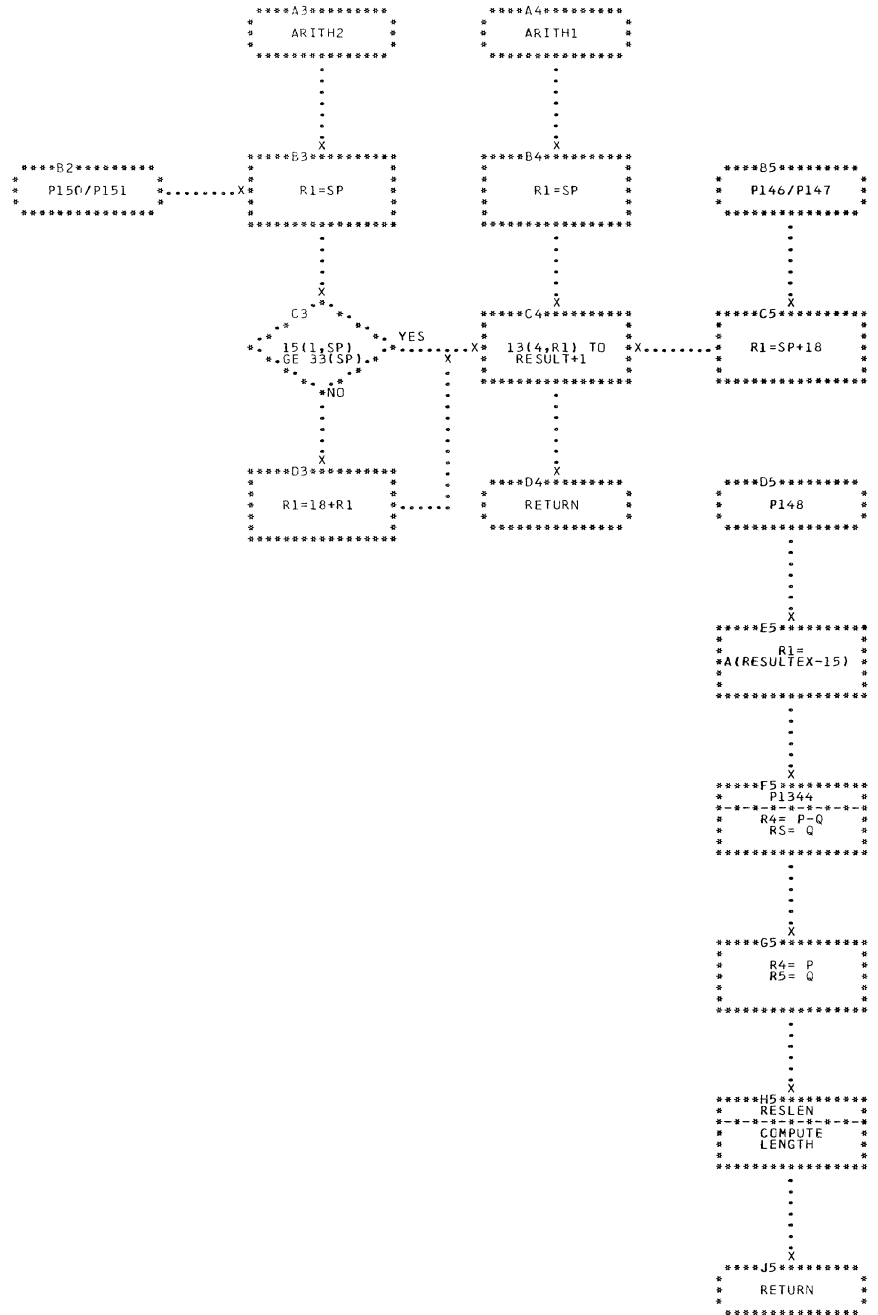 A3
ARITH2
A4
ARITH1
B2
P150/P151
B3
R1=SP
B4
R1=SP
B5
P146/P147
C3
15(1,SP)
GE 33(SP)
YES
NO
C4
13(4,R1) TO
RESULT+1
C5
R1=SP+18
D3
R1=18+R1
D4
RETURN
D5
P148
E5
R1=
A(RESULTEX-15)
F5
P1344
R4= P-Q
RS= Q
G5
R4= P
R5= Q
H5
RESLEN
COMPUTE
LENGTH
J5
RETURN